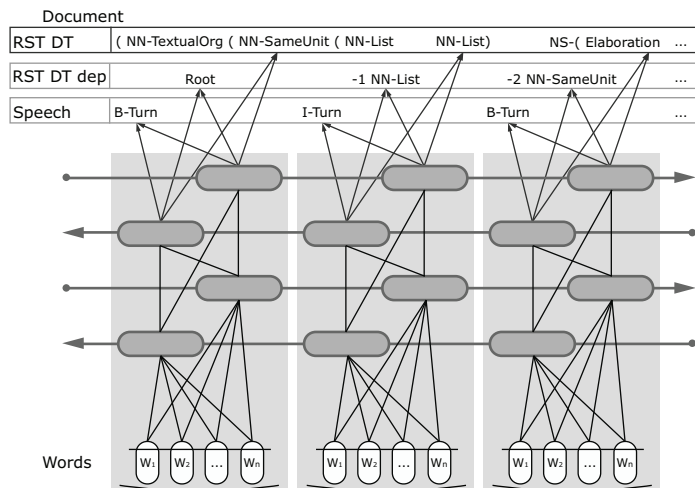 Document
RST DT ( NN-TextualOrg ( NN-SameUnit ( NN-List NN-List) NS-( Elaboration ...
RST DT dep Root -1 NN-List -2 NN-SameUnit ...
Speech B-Turn I-Turn B-Turn ...
Words W₁ W₂ ... Wₙ W₁ W₂ ... Wₙ W₁ W₂ ... Wₙ